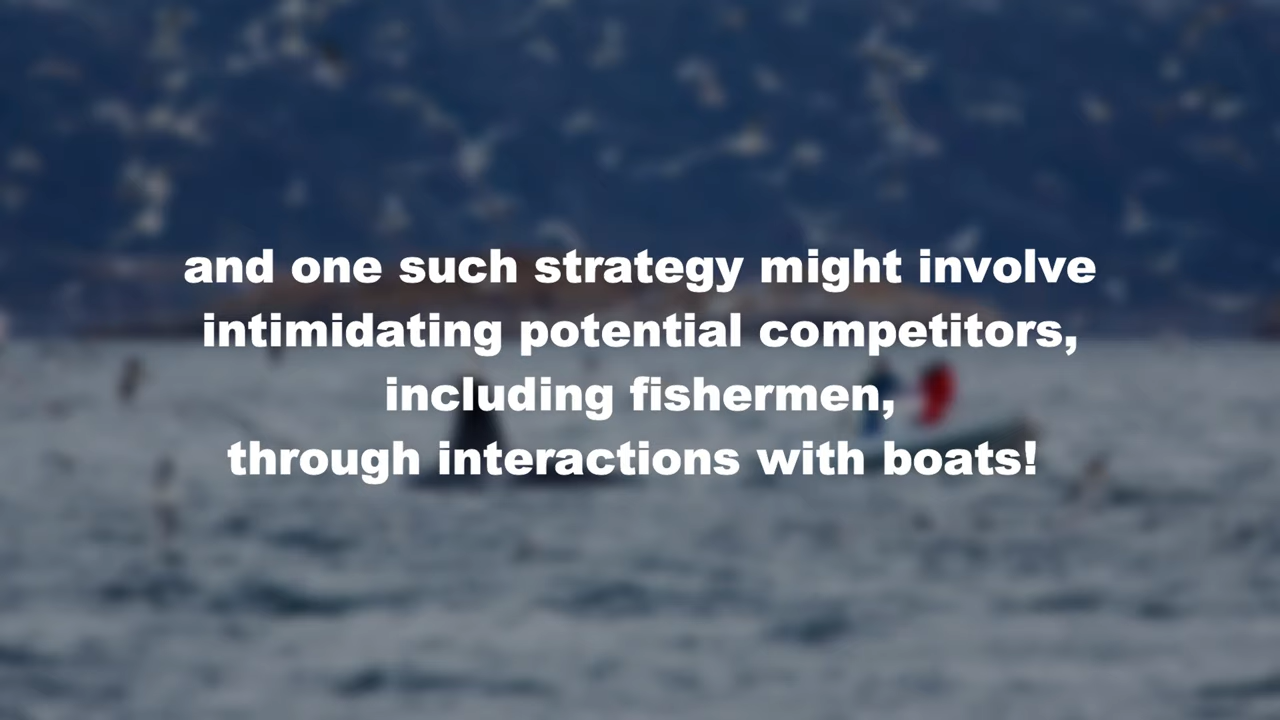 and one such strategy might involve
intimidating potential competitors,
including fishermen,
through interactions with boats!